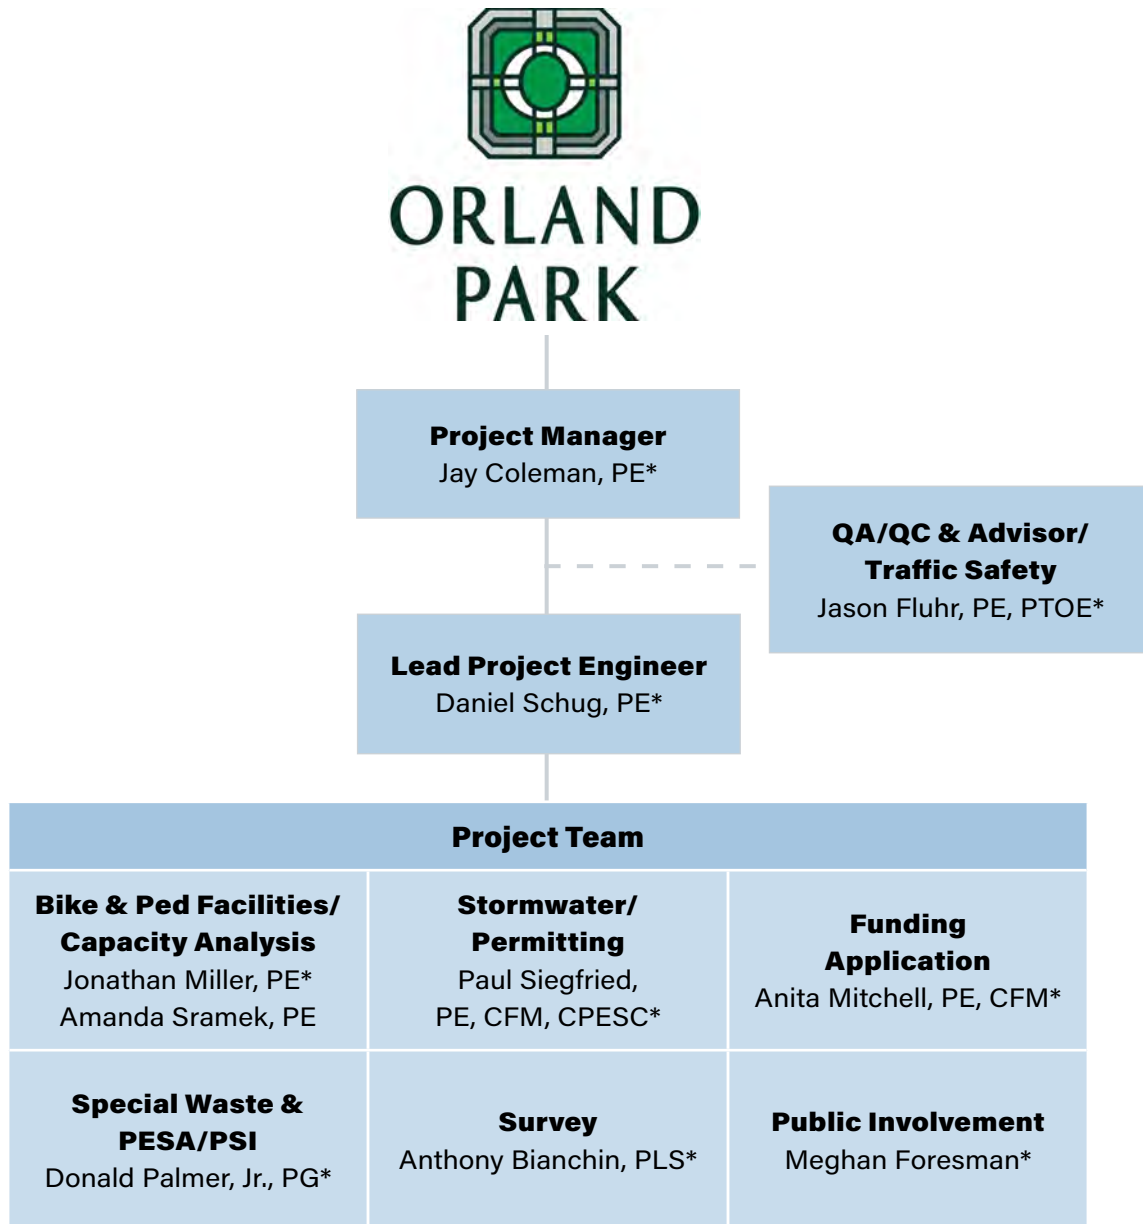 ORLAND
PARK
Project Manager
Jay Coleman, PE*
QA/QC & Advisor/
Traffic Safety
Jason Fluhr, PE, PTOE*
Lead Project Engineer
Daniel Schug, PE*
Project Team
Bike & Ped Facilities/
Capacity Analysis
Jonathan Miller, PE*
Amanda Sramek, PE
Stormwater/
Permitting
Paul Siegfried,
PE, CFM, CPESC*
Funding
Application
Anita Mitchell, PE, CFM*
Special Waste &
PESA/PSI
Donald Palmer, Jr., PG*
Survey
Anthony Bianchin, PLS*
Public Involvement
Meghan Foresman*